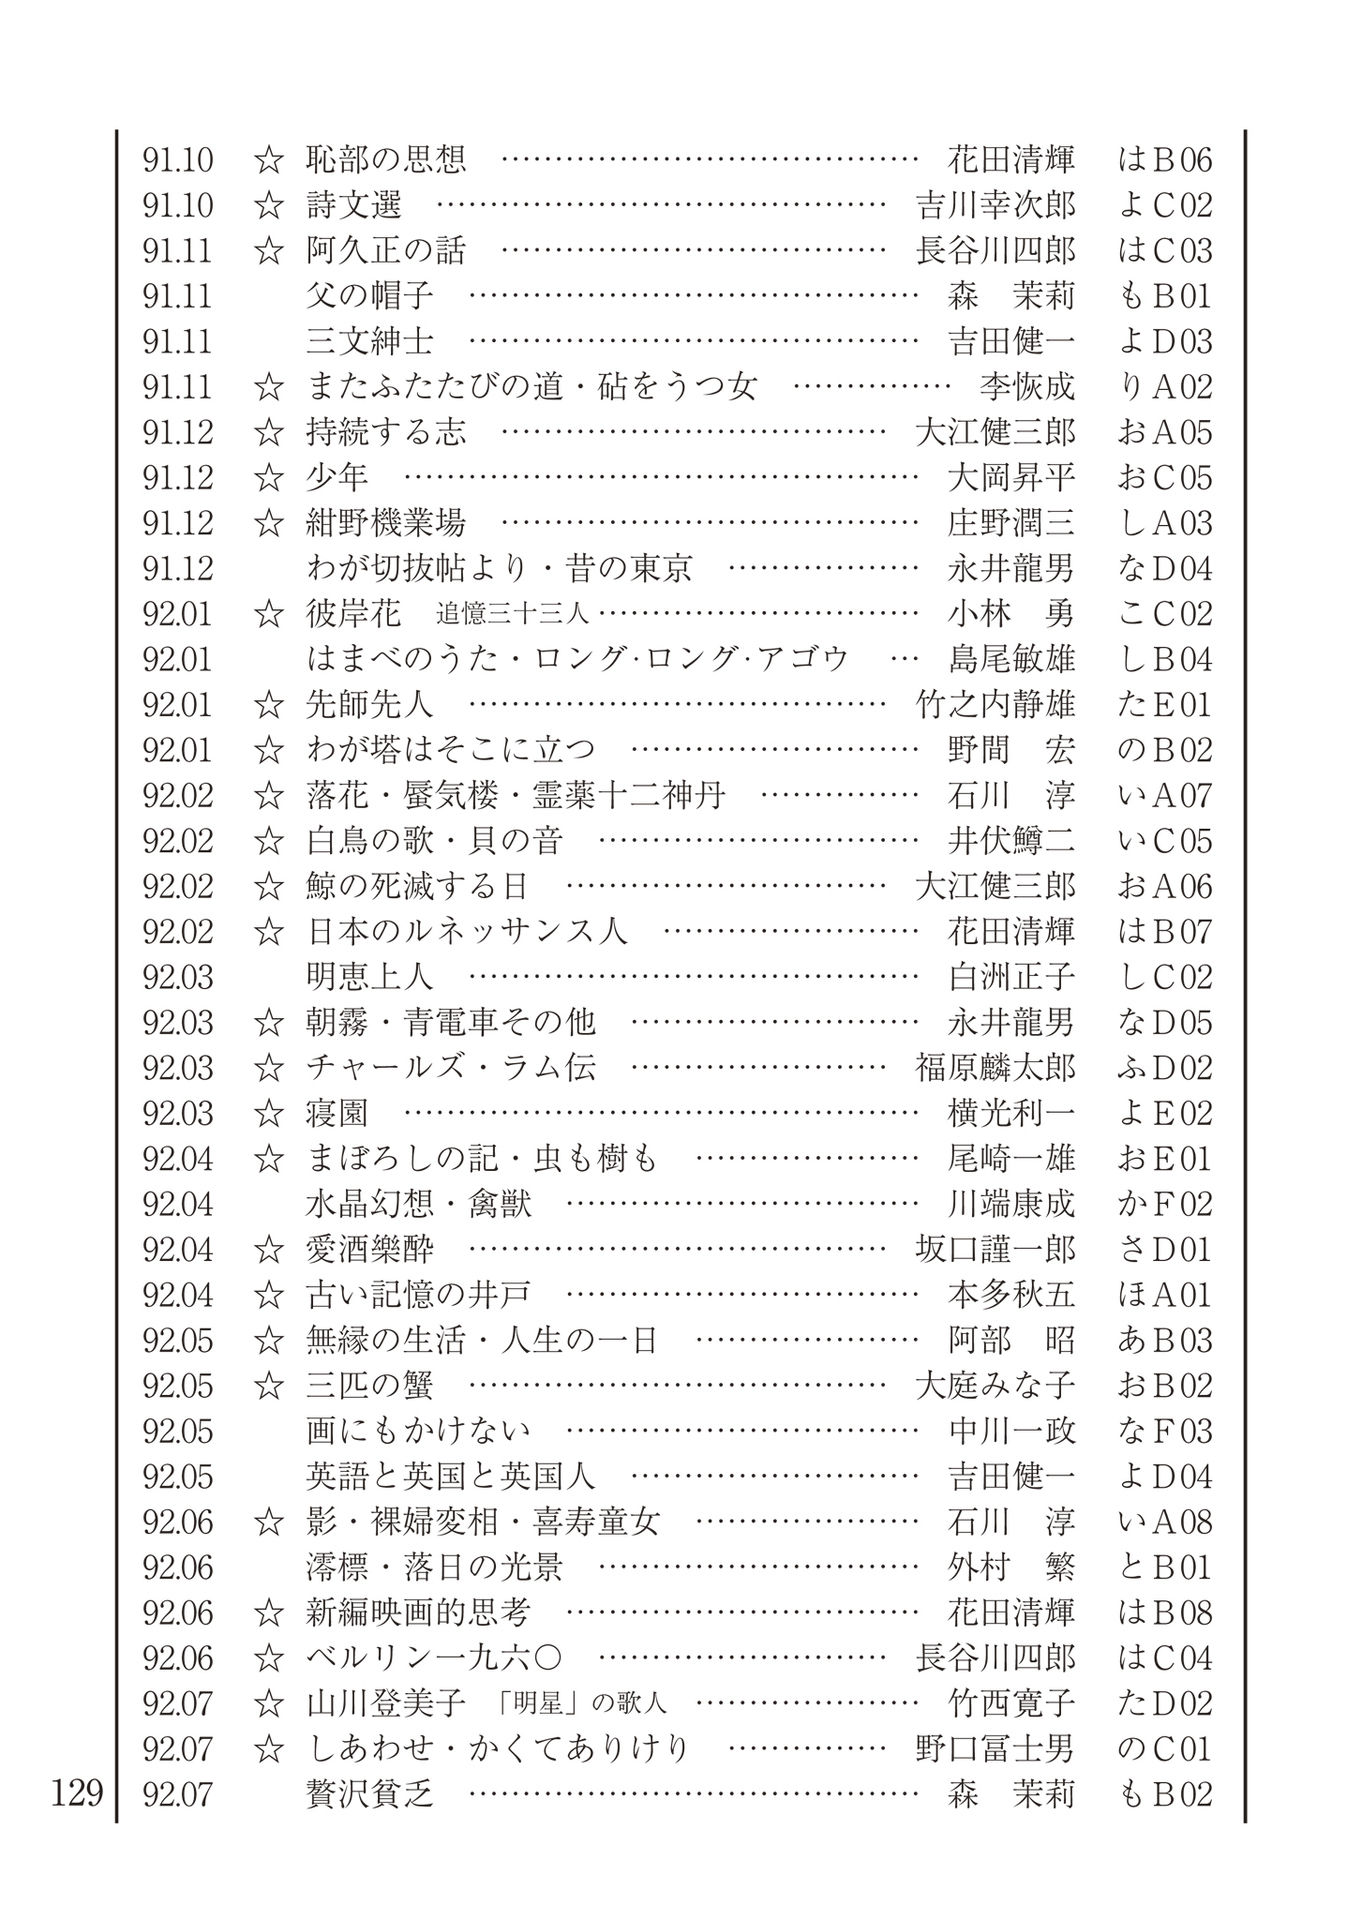 91.10 ☆ 恥部の思想 …………………………………… 花田清輝 はB06
91.10 ☆ 詩文選 ……………………………………… 吉川幸次郎 よC02
91.11 ☆ 阿久正の話 ………………………………… 長谷川四郎 はC03
91.11 父の帽子 ……………………………………… 森 茉莉 もB01
91.11 三文紳士 ……………………………………… 吉田健一 よD03
91.11 ☆ またふたたびの道・砧をうつ女 …………… 李恢成 りA02
91.12 ☆ 持続する志 ………………………………… 大江健三郎 おA05
91.12 ☆ 少年 …………………………………………… 大岡昇平 おC05
91.12 ☆ 紺野機業場 …………………………………… 庄野潤三 しA03
91.12 わが切抜帖より・昔の東京 ……………… 永井龍男 なD04
92.01 ☆ 彼岸花 追憶三十三人 ………………………… 小林 勇 こC02
92.01 はまべのうた・ロング・ロング・アゴウ … 島尾敏雄 しB04
92.01 ☆ 先師先人 …………………………………… 竹之内静雄 たE01
92.01 ☆ わが塔はそこに立つ ……………………… 野間 宏 のB02
92.02 ☆ 落花・蜃気楼・霊薬十二神丹 …………… 石川 淳 いA07
92.02 ☆ 白鳥の歌・貝の音 ………………………… 井伏鱒二 いC05
92.02 ☆ 鯨の死滅する日 …………………………… 大江健三郎 おA06
92.02 ☆ 日本のルネッサンス人 …………………… 花田清輝 はB07
92.03 明恵上人 ……………………………………… 白洲正子 しC02
92.03 ☆ 朝霧・青電車その他 ……………………… 永井龍男 なD05
92.03 ☆ チャールズ・ラム伝 ……………………… 福原麟太郎 ふD02
92.03 ☆ 寝園 …………………………………………… 横光利一 よE02
92.04 ☆ まぼろしの記・虫も樹も ………………… 尾崎一雄 おE01
92.04 水晶幻想・禽獣 ……………………………… 川端康成 かF02
92.04 ☆ 愛酒樂酔 …………………………………… 坂口謹一郎 さD01
92.04 ☆ 古い記憶の井戸 …………………………… 本多秋五 ほA01
92.05 ☆ 無縁の生活・人生の一日 ………………… 阿部 昭 あB03
92.05 ☆ 三匹の蟹 …………………………………… 大庭みな子 おB02
92.05 画にもかけない ……………………………… 中川一政 なF03
92.05 英語と英国と英国人 ……………………… 吉田健一 よD04
92.06 ☆ 影・裸婦変相・喜寿童女 ………………… 石川 淳 いA08
92.06 澪標・落日の光景 ………………………… 外村 繁 とB01
92.06 ☆ 新編映画的思考 …………………………… 花田清輝 はB08
92.06 ☆ ベルリン一九六〇 ………………………… 長谷川四郎 はC04
92.07 ☆ 山川登美子 「明星」の歌人 ………………… 竹西寛子 たD02
92.07 ☆ しあわせ・かくてありけり …………… 野口冨士男 のC01
129 92.07 贅沢貧乏 ……………………………………… 森 茉莉 もB02